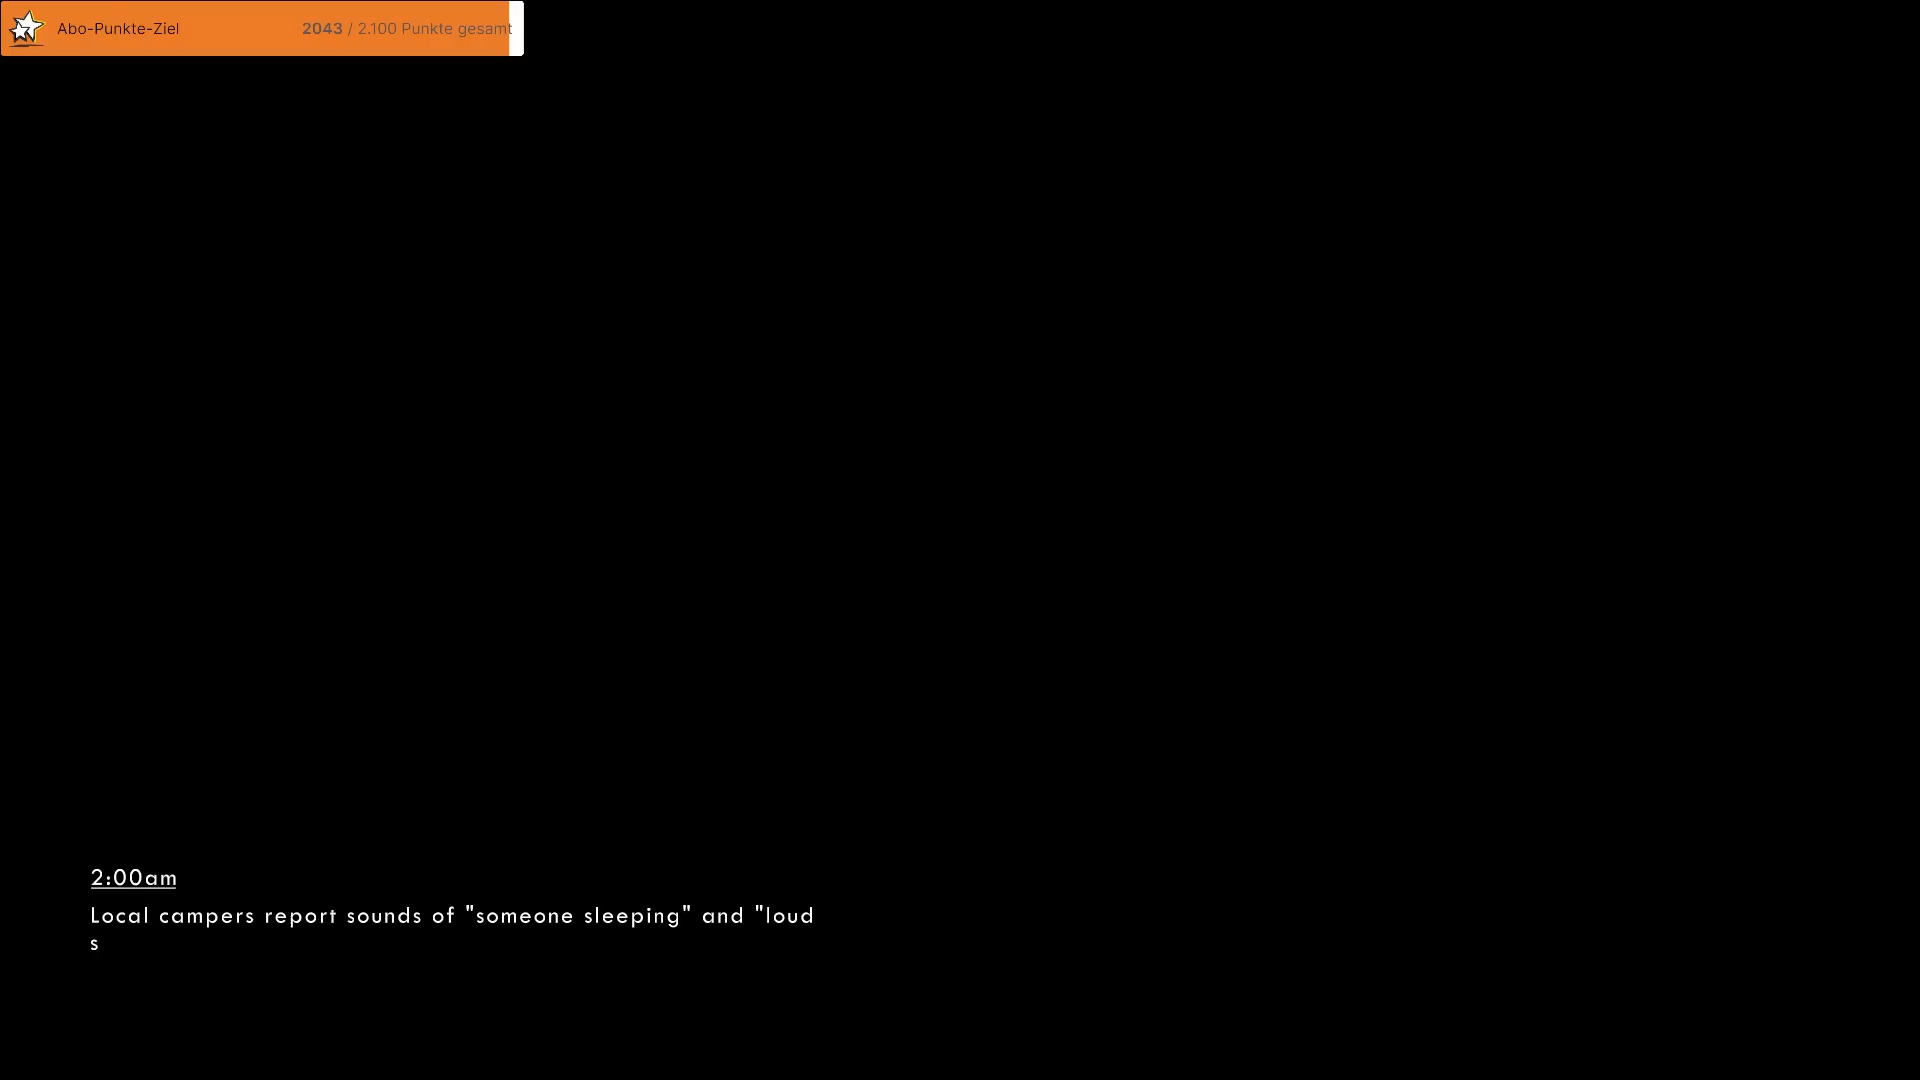 Abo-Punkte-Ziel 2043 / 2.100 Punkte gesamt
2:00am
Local campers report sounds of "someone sleeping" and "loud
s